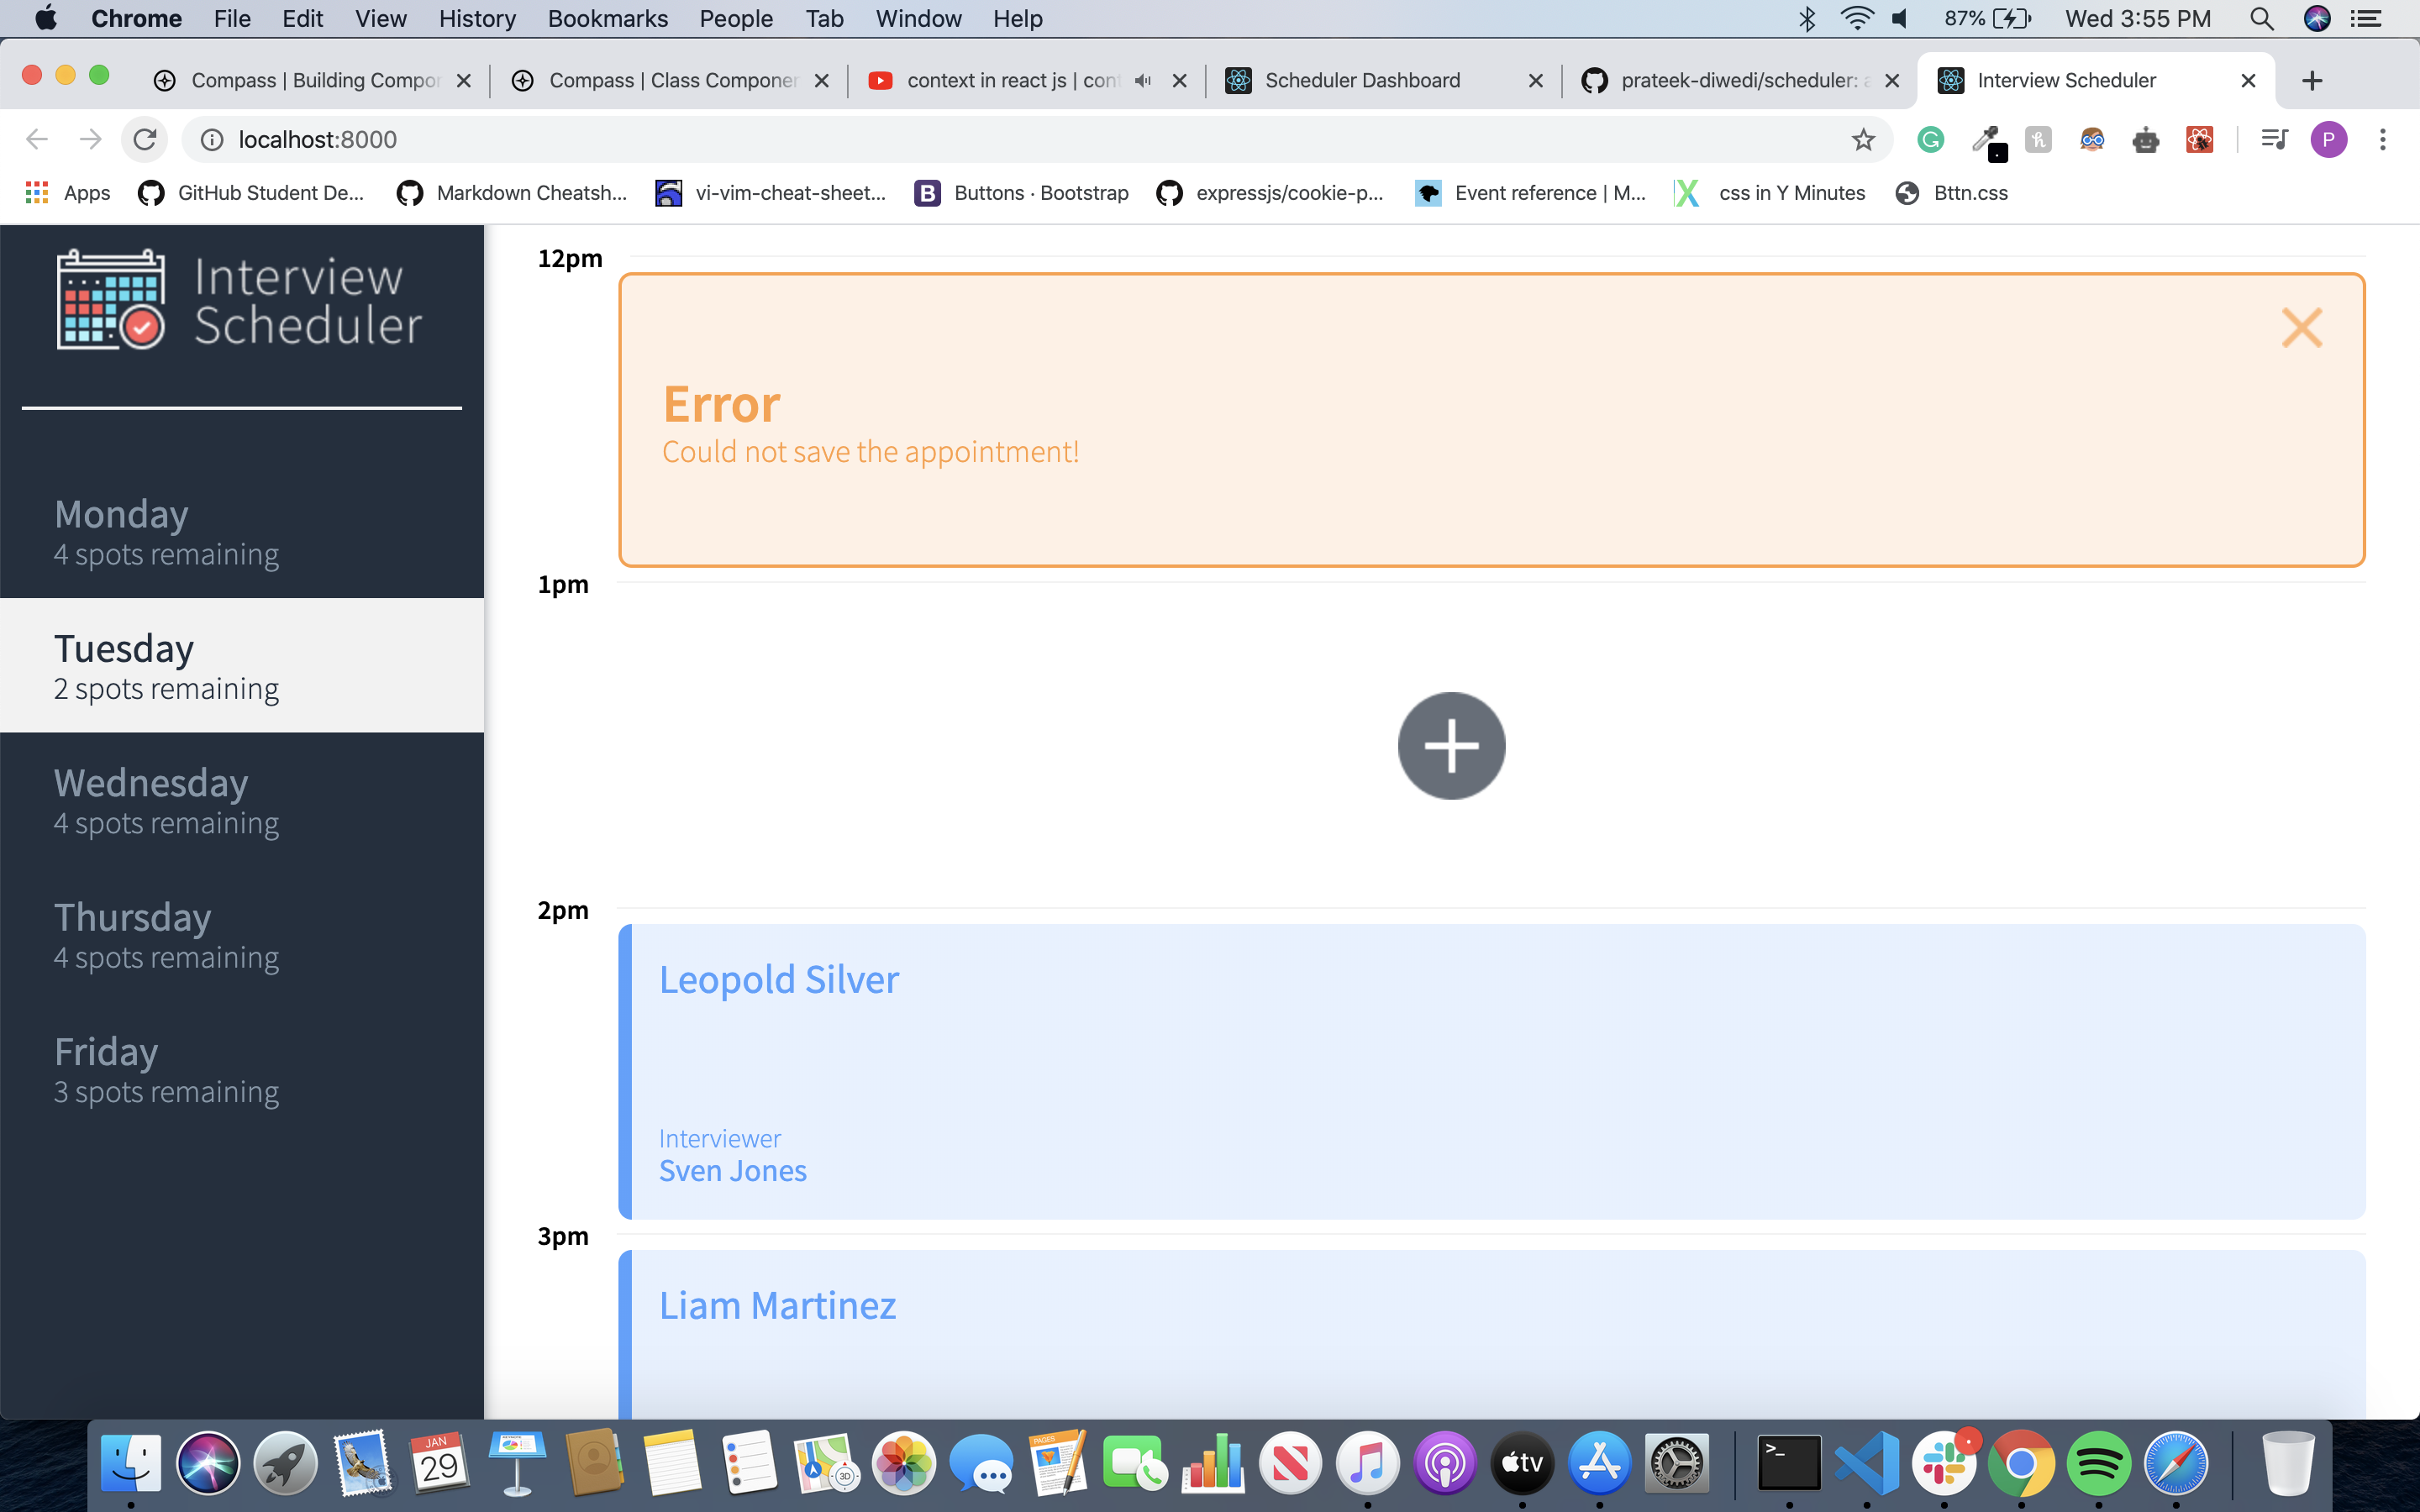 Chrome File Edit View History Bookmarks People Tab Window Help 87% Wed 3:55 PM
Compass | Building Compor Compass | Class Componen context in react js | con Scheduler Dashboard prateek-diwedi/scheduler: a Interview Scheduler
localhost:8000 P
Apps GitHub Student De... Markdown Cheatsh... vi-vim-cheat-sheet... B Buttons · Bootstrap expressjs/cookie-p... Event reference | M... css in Y Minutes Bttn.css
Interview
Scheduler
Monday
4 spots remaining
Tuesday
2 spots remaining
Wednesday
4 spots remaining
Thursday
4 spots remaining
Friday
3 spots remaining
12pm
Error
Could not save the appointment!
1pm
2pm
Leopold Silver
Interviewer
Sven Jones
3pm
Liam Martinez
JAN
29
PAGES
3D
tv